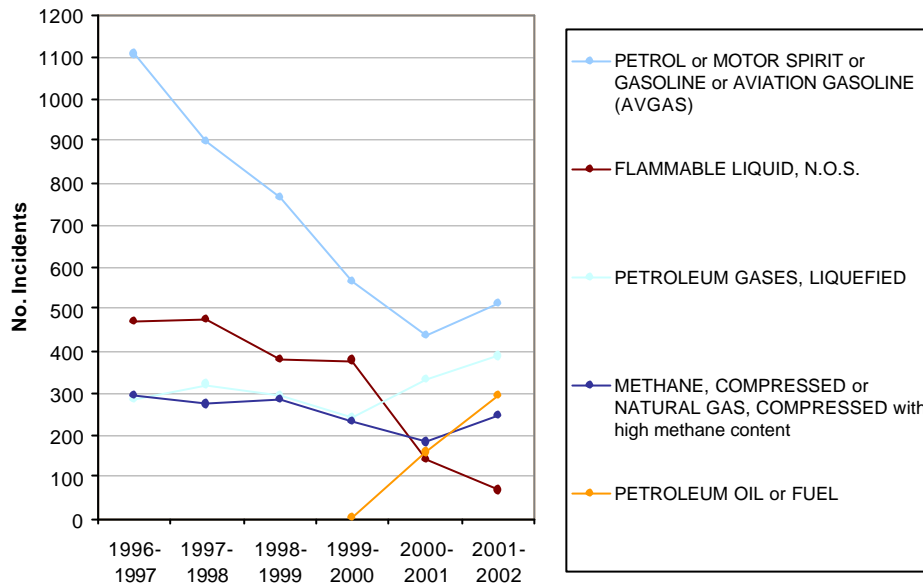 1200
1100
1000
900
800
700
600
500
400
300
200
100
0
No. Incidents
1996-
1997
1997-
1998
1998-
1999
1999-
2000
2000-
2001
2001-
2002
PETROL or MOTOR SPIRIT or
GASOLINE or AVIATION GASOLINE
(AVGAS)
FLAMMABLE LIQUID, N.O.S.
PETROLEUM GASES, LIQUEFIED
METHANE, COMPRESSED or
NATURAL GAS, COMPRESSED with
high methane content
PETROLEUM OIL or FUEL